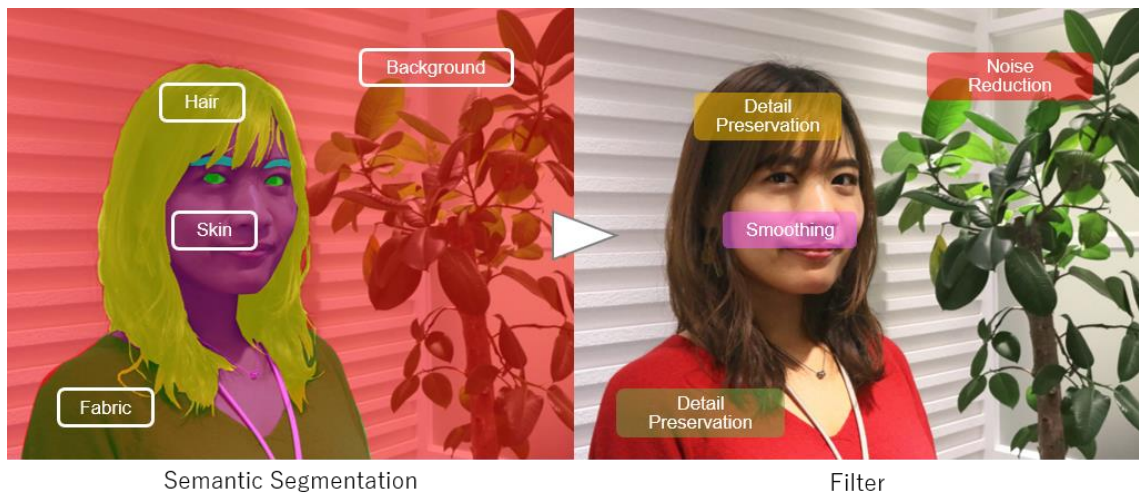 Background
Hair
Skin
Fabric
Semantic Segmentation
Noise
Reduction
Detail
Preservation
Smoothing
Detail
Preservation
Filter